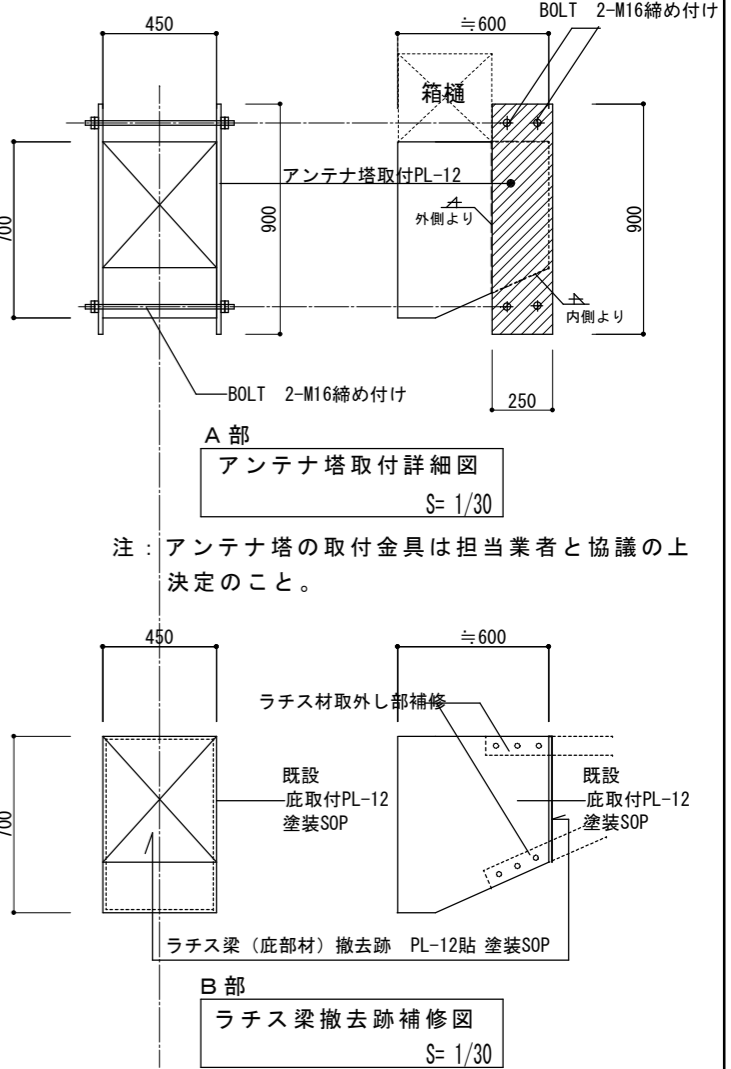 BOLT 2-M16締め付け
450
≒600
箱樋
アンテナ塔取付PL-12
700
900
外側より
900
内側より
BOLT 2-M16締め付け
250
A部
アンテナ塔取付詳細図
S= 1/30
注：アンテナ塔の取付金具は担当業者と協議の上
決定のこと。
450
≒600
ラチス材取外し部補修
700
既設
庇取付PL-12
塗装SOP
既設
庇取付PL-12
塗装SOP
ラチス梁（庇部材）撤去跡 PL-12貼 塗装SOP
B部
ラチス梁撤去跡補修図
S= 1/30